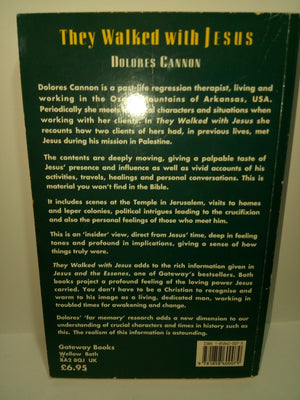 They Walked with JESUS
DOLORES CANNON
Dolores Cannon is a past-life regression therapist, living and
working in the Mountains of Arkansas, USA.
Periodically she meets characters and situations when
working with her clients. In They Walked with Jesus she
recounts how two clients of hers had, in previous lives, met
Jesus during his mission in Palestine.
The contents are deeply moving, giving a palpable taste of
Jesus' presence and influence as well as vivid accounts of his
activities, travels, healings and personal conversations. This is
material you won't find in the Bible.
It includes scenes at the Temple in Jerusalem, visits to homes
and leper colonies, political intrigues leading to the crucifixion
and also the personal feelings of those who meet him.
This is an 'insider' view, direct from Jesus' time, deep in feeling
tones and profound in implications, giving a sense of how
things truly were.
They Walked with Jesus adds to the rich information given in
Jesus and the Essenes, one of Gateway's bestsellers. Both
books project a profound feeling of the loving power Jesus
carried. You don't have to be a Christian to recognise and
warm to his image as a living, dedicated man, working in
troubled times for awakening and change.
Dolores' 'far memory' research adds a new dimension to our
understanding of crucial characters and times in history such as
this. The realism of this information is astounding.
Gateway Books
Wellow Bath
BA2 8QJ UK
£6.95